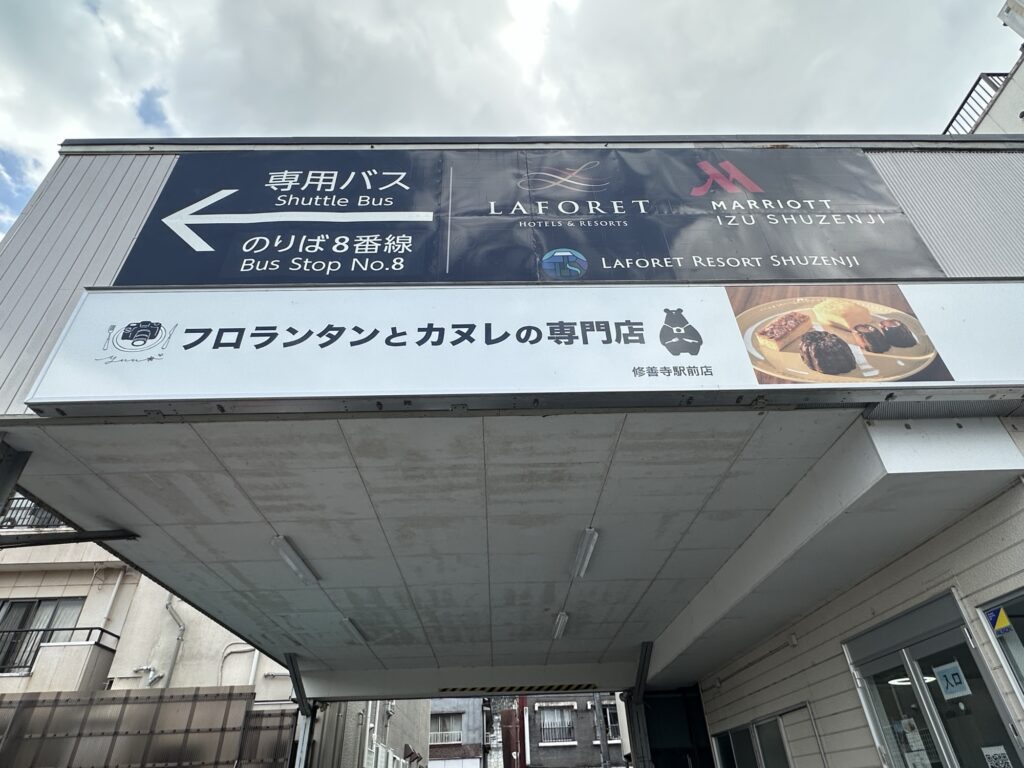 専用バス
Shuttle Bus
のりば8番線
Bus Stop No.8
LAFORET
HOTELS & RESORTS
MARRIOTT
IZU SHUZENJI
LAFORET RESORT SHUZENJI
フロランタンとカヌレの専門店
修善寺駅前店
入口